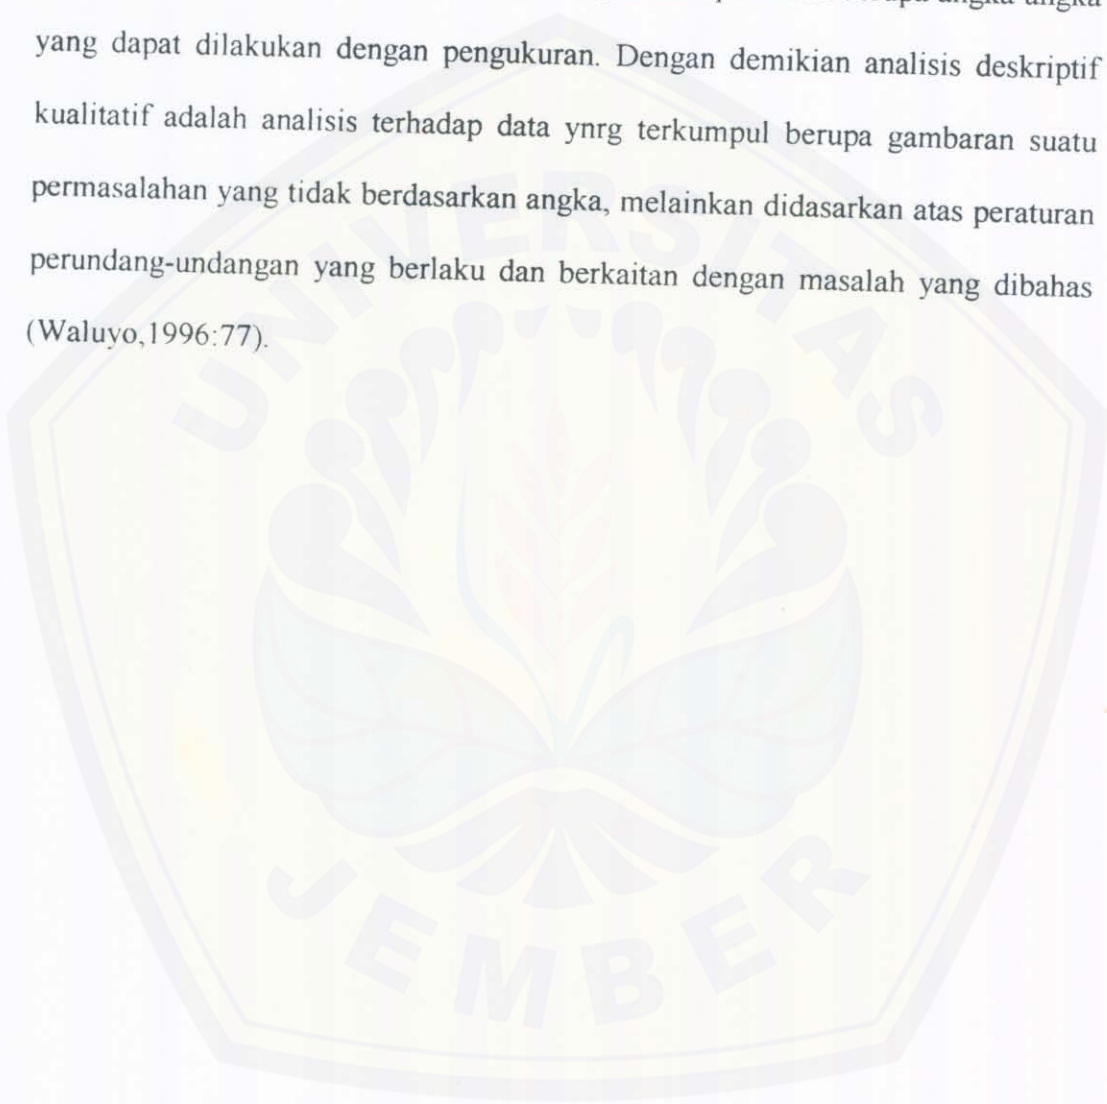 angka-angka
yang dapat dilakukan dengan pengukuran. Dengan demikian analisis deskriptif
kualitatif adalah analisis terhadap data ynrg terkumpul berupa gambaran suatu
permasalahan yang tidak berdasarkan angka, melainkan didasarkan atas peraturan
perundang-undangan yang berlaku dan berkaitan dengan masalah yang dibahas
(Waluyo,1996:77).
UNIVERSITAS
JEMBER